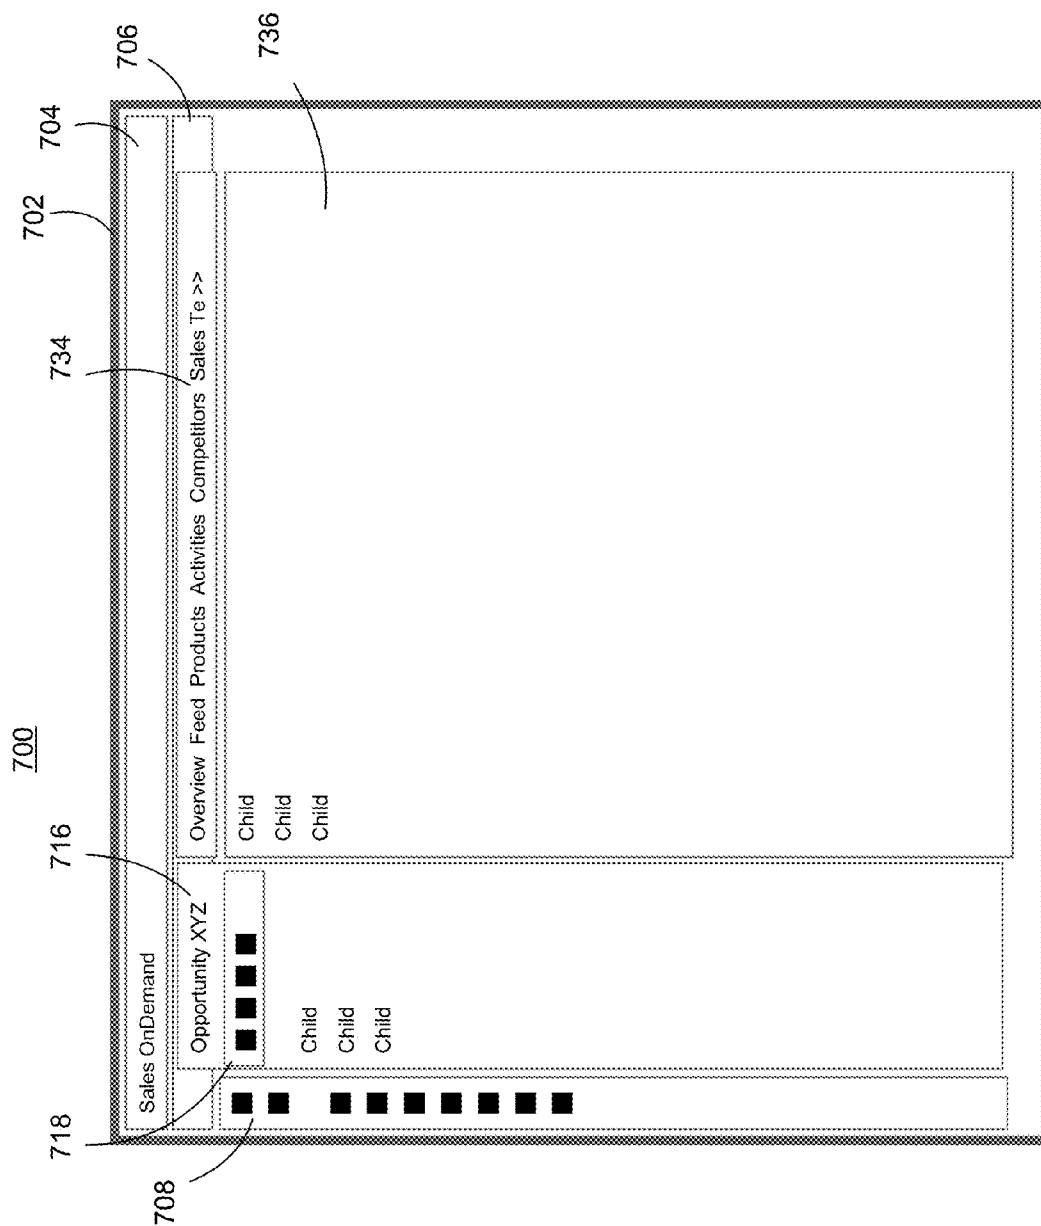 700
702
704
706
736
734
716
718
708
Sales OnDemand
Opportunity XYZ
Overview Feed Products Activities Competitors Sales Te >>
Child
Child
Child
Child
Child
Child